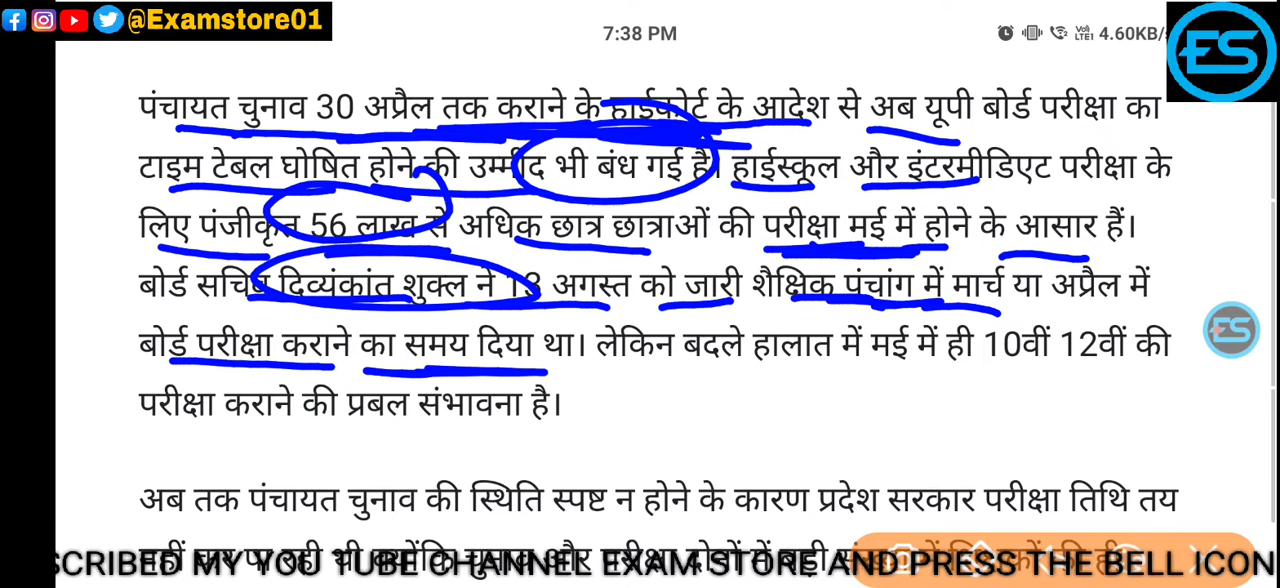 @Examstore01
7:38 PM
4.60KB/s
ES
पंचायत चुनाव 30 अप्रैल तक कराने के हाईकोर्ट के आदेश से अब यूपी बोर्ड परीक्षा का
टाइम टेबल घोषित होने की उम्मीद भी बंध गई है। हाईस्कूल और इंटरमीडिएट परीक्षा के
लिए पंजीकृत 56 लाख से अधिक छात्र छात्राओं की परीक्षा मई में होने के आसार हैं।
बोर्ड सचिव दिव्यंकांत शुक्ल ने 13 अगस्त को जारी शैक्षिक पंचांग में मार्च या अप्रैल में
ES
बोर्ड परीक्षा कराने का समय दिया था। लेकिन बदले हालात में मई में ही 10वीं 12वीं की
परीक्षा कराने की प्रबल संभावना है।
अब तक पंचायत चुनाव की स्थिति स्पष्ट न होने के कारण प्रदेश सरकार परीक्षा तिथि तय
SCRIBED MY YOU TUBE CHANNEL EXAM STORE AND PRESS THE BELL ICON